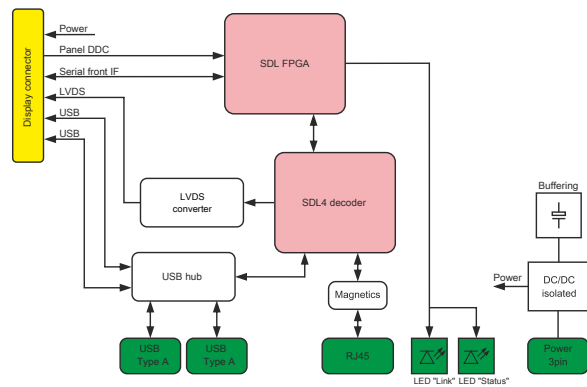 Display connector
Power
Panel DDC
Serial front IF
LVDS
USB
USB
SDL FPGA
SDL4 decoder
LVDS
converter
USB hub
Magnetics
USB
Type A
USB
Type A
RJ45
LED "Link"
LED "Status"
Buffering
DC/DC
isolated
Power
Power
3pin